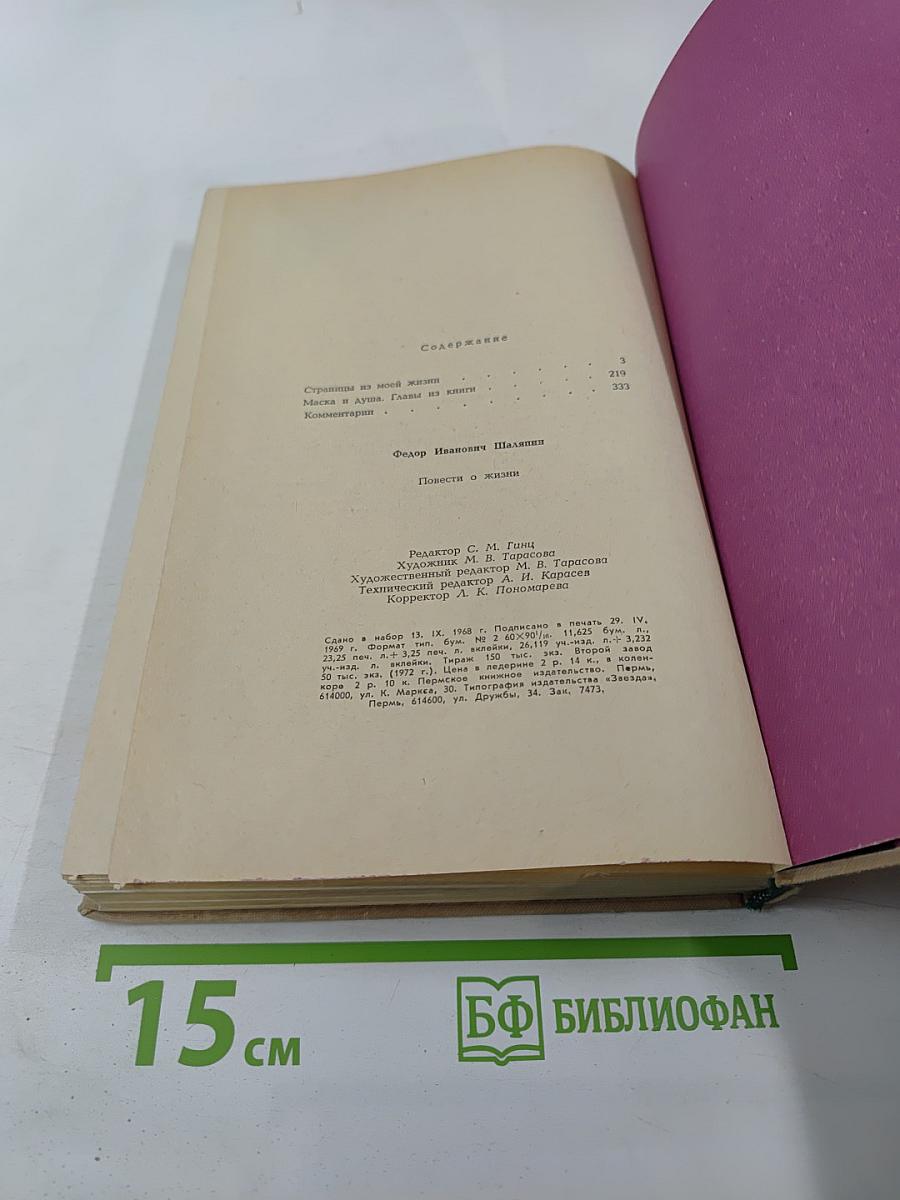 Содержание
Страницы из моей жизни . . . . . . 3
Маска и душа. Главы из книги . . . . . 219
Комментарии . . . . . . . . . 333
Федор Иванович Шаляпин
Повести о жизни
Редактор С. М. Гинц
Художник М. В. Тарасова
Художественный редактор М. В. Тарасова
Технический редактор А. И. Карасев
Корректор Л. К. Пономарева
Сдано в набор 13. IX. 1968 г. Подписано в печать 29. IV.
1969 г. Формат тип. бум. № 2 60×90¹/₁₆. 11,625 бум. л.,
23,25 печ. л.+ 3,25 печ. л. вклейки, 26,119 уч.-изд. л.+ 3,232
уч.-изд. л. вклейки. Тираж 150 тыс. экз. Второй завод
50 тыс. экз. (1972 г.). Цена в ледерине 2 р. 14 к., в колен-
коре 2 р. 10 к. Пермское книжное издательство. Пермь,
614000, ул. К. Маркса, 30. Типография издательства «Звезда»,
Пермь, 614600, ул. Дружбы, 34. Зак. 7473.
15 см
БФ БИБЛИОФАН